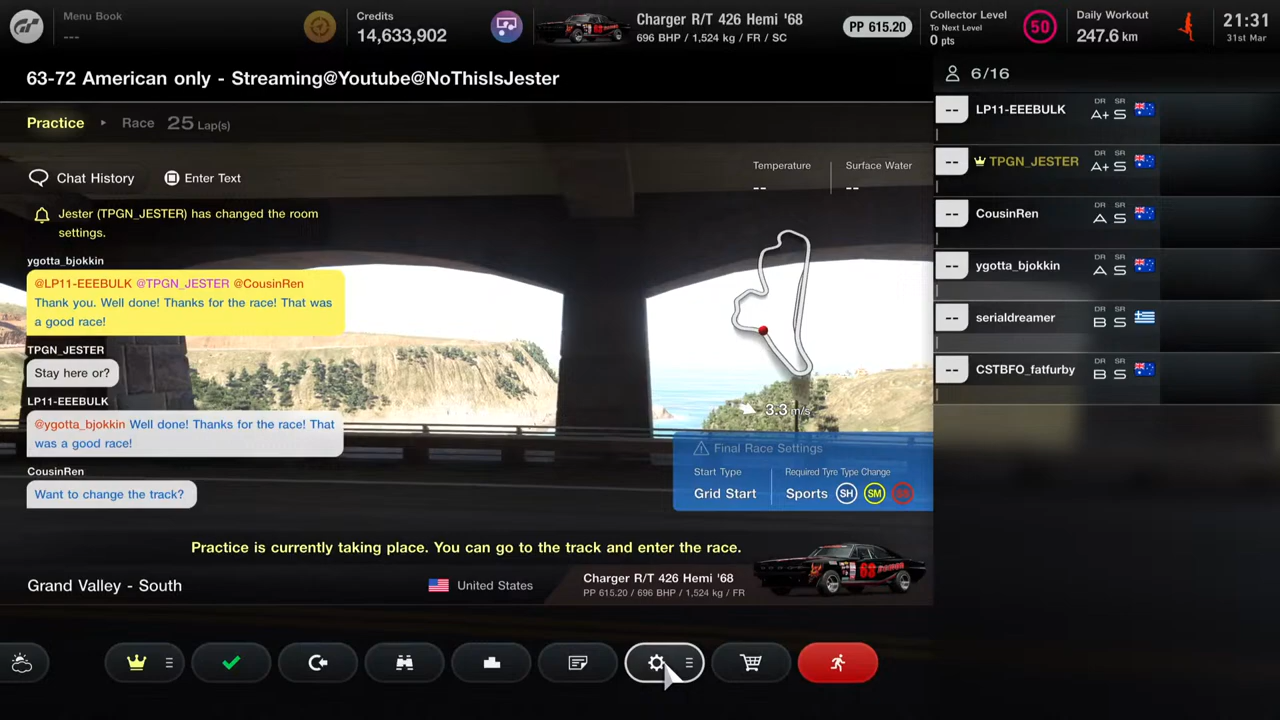 Menu Book
---
Credits
14,633,902
Charger R/T 426 Hemi '68
696 BHP / 1,524 kg / FR / SC
PP 615.20
Collector Level
To Next Level
0 pts
50
Daily Workout
247.6 km
21:31
31st Mar
63-72 American only - Streaming@Youtube@NoThisIsJester
6/16
Practice
Race 25 Lap(s)
Chat History
Enter Text
Temperature
--
Surface Water
--
Jester (TPGN_JESTER) has changed the room
settings.
ygotta_bjokkin
@LP11-EEEBULK @TPGN_JESTER @CousinRen
Thank you. Well done! Thanks for the race! That was
a good race!
TPGN_JESTER
Stay here or?
LP11-EEEBULK
@ygotta_bjokkin Well done! Thanks for the race! That
was a good race!
CousinRen
Want to change the track?
3.3 m/s
Final Race Settings
Start Type
Grid Start
Required Tyre Type Change
Sports SH SM SS
Practice is currently taking place. You can go to the track and enter the race.
Grand Valley - South
United States
Charger R/T 426 Hemi '68
PP 615.20 / 696 BHP / 1,524 kg / FR
-- LP11-EEEBULK DR A+ SR S
-- TPGN_JESTER DR A+ SR S
-- CousinRen DR A SR S
-- ygotta_bjokkin DR A SR S
-- serialdreamer DR B SR S
-- CSTBFO_fatfurby DR B SR S